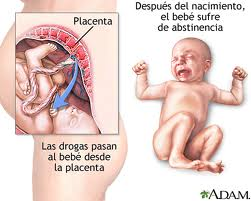 Placenta
Las drogas pasan
al bebé desde
la placenta
Después del nacimiento,
el bebé sufre
de abstinencia
ADAM.